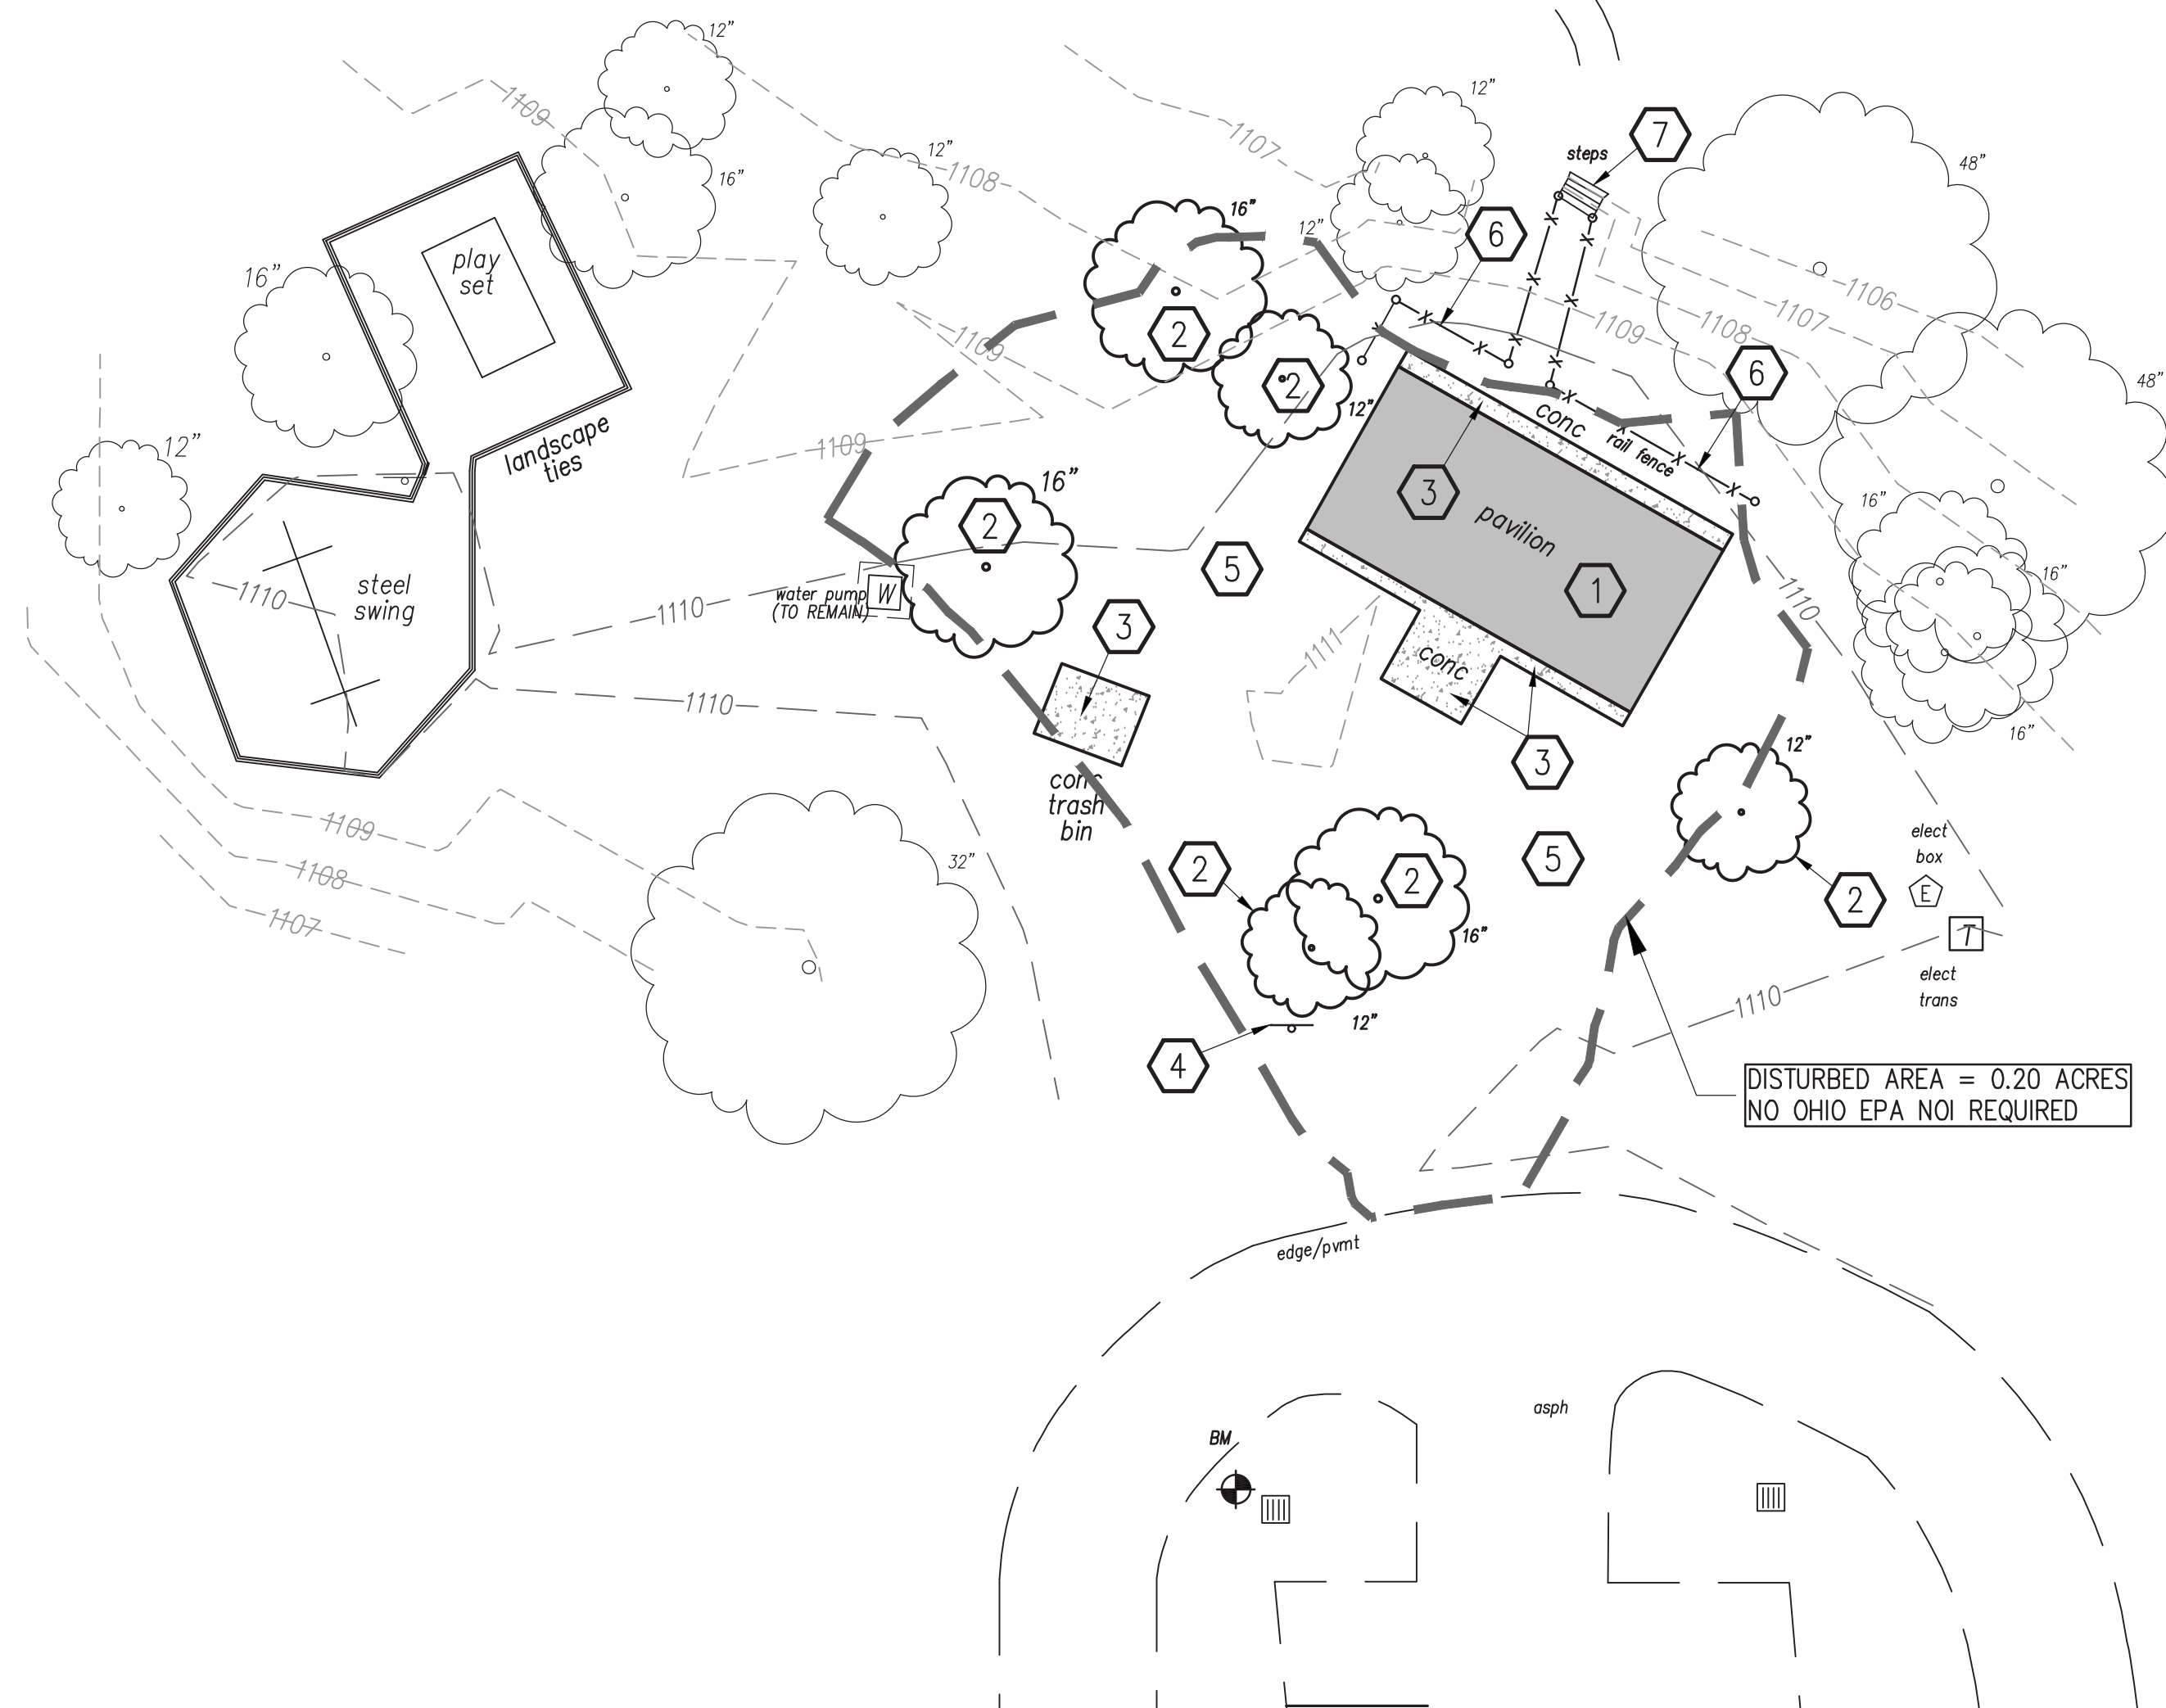 12"
12"
7
steps
1109
16"
12"
1108
1107
48"
16"
12"
6
play
set
16"
1106
1107
1108
1109
2
1109
6
48"
2
12"
conc
rail fence
landscape
ties
12"
1109
16"
2
3
pavilion
16"
16"
5
1
1110
steel
swing
1110
1110
water pump
(TO REMAIN)
W
3
1111
conc
1110
16"
12"
3
conc
trash
bin
1109
32"
1108
1107
2
2
5
elect
box
E
2
16"
T
elect
trans
1110
12"
4
DISTURBED AREA = 0.20 ACRES
NO OHIO EPA NOI REQUIRED
edge/pvmt
asph
BM